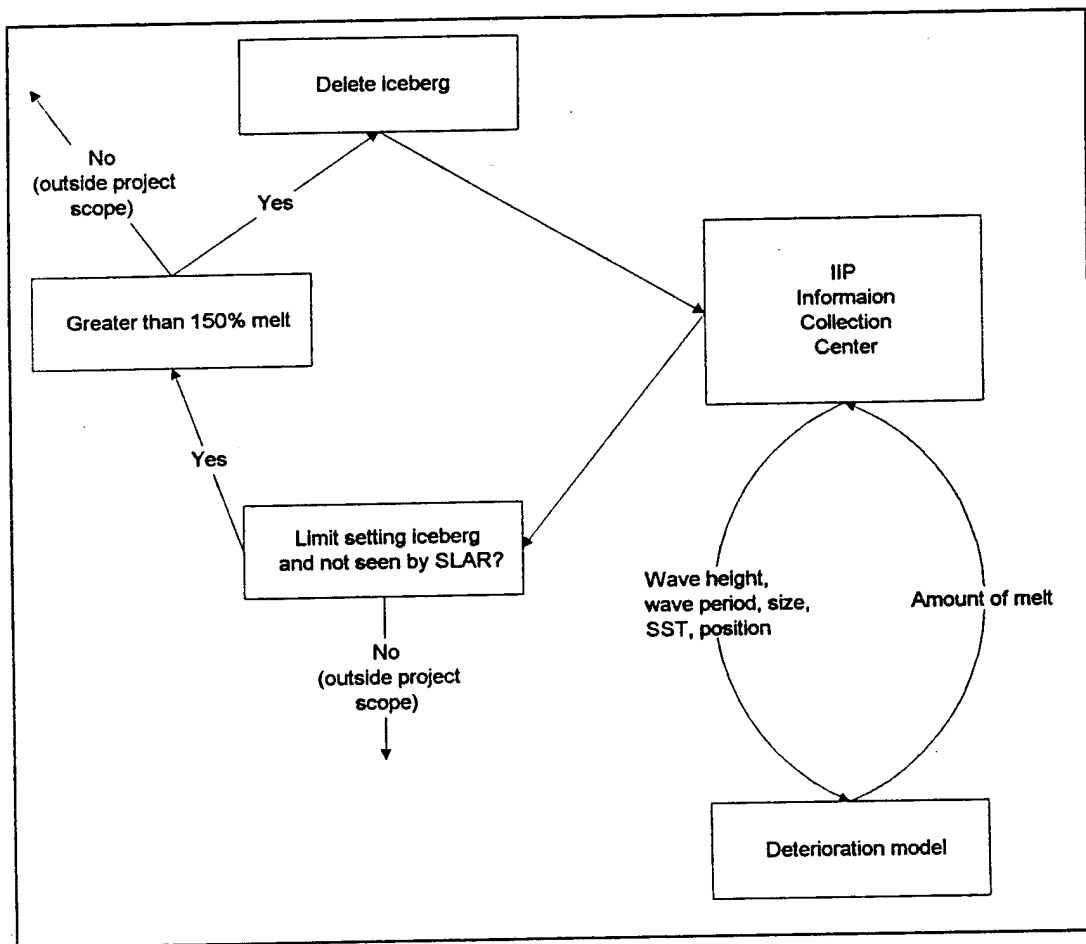 Delete iceberg
No
(outside project
scope)
Yes
IIP
Informaion
Collection
Center
Greater than 150% melt
Yes
Limit setting iceberg
and not seen by SLAR?
Wave height,
wave period, size,
SST, position
Amount of melt
No
(outside project
scope)
Deterioration model